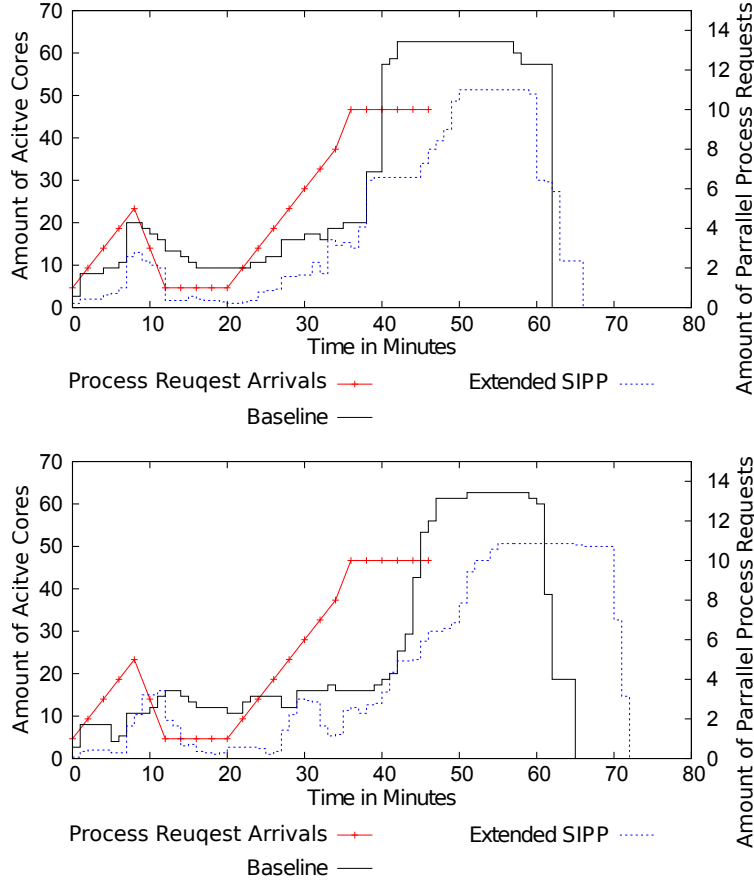 70
60
50
40
30
20
10
0
Amount of Acitve Cores
14
12
10
8
6
4
2
0
Amount of Parrallel Process Requests
0 10 20 30 40 50 60 70 80
Time in Minutes
Process Reuqest Arrivals
Extended SIPP
Baseline
70
60
50
40
30
20
10
0
Amount of Acitve Cores
14
12
10
8
6
4
2
0
Amount of Parrallel Process Requests
0 10 20 30 40 50 60 70 80
Time in Minutes
Process Reuqest Arrivals
Extended SIPP
Baseline